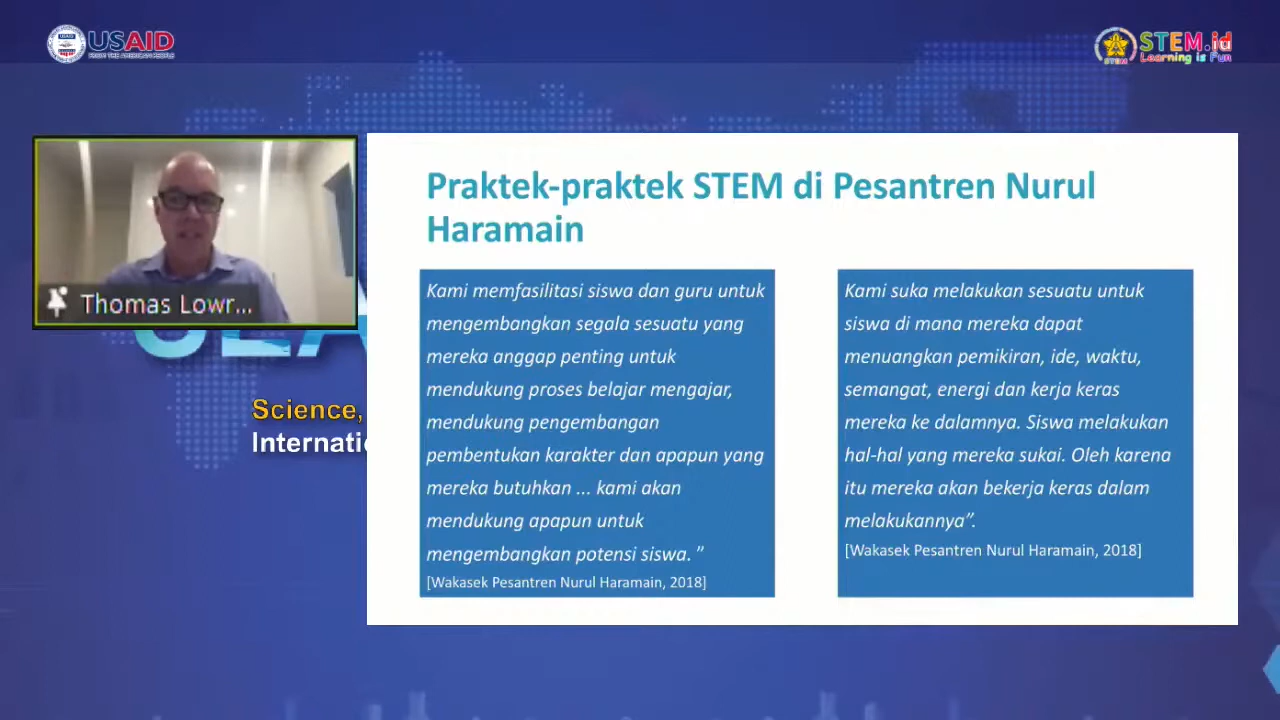 USAID
FROM THE AMERICAN PEOPLE
STEM
STEM.id
Learning is Fun
Thomas Lowr...
Science,
Internati
Praktek-praktek STEM di Pesantren Nurul
Haramain
Kami memfasilitasi siswa dan guru untuk
mengembangkan segala sesuatu yang
mereka anggap penting untuk
mendukung proses belajar mengajar,
mendukung pengembangan
pembentukan karakter dan apapun yang
mereka butuhkan ... kami akan
mendukung apapun untuk
mengembangkan potensi siswa. ”
[Wakasek Pesantren Nurul Haramain, 2018]
Kami suka melakukan sesuatu untuk
siswa di mana mereka dapat
menuangkan pemikiran, ide, waktu,
semangat, energi dan kerja keras
mereka ke dalamnya. Siswa melakukan
hal-hal yang mereka sukai. Oleh karena
itu mereka akan bekerja keras dalam
melakukannya”.
[Wakasek Pesantren Nurul Haramain, 2018]